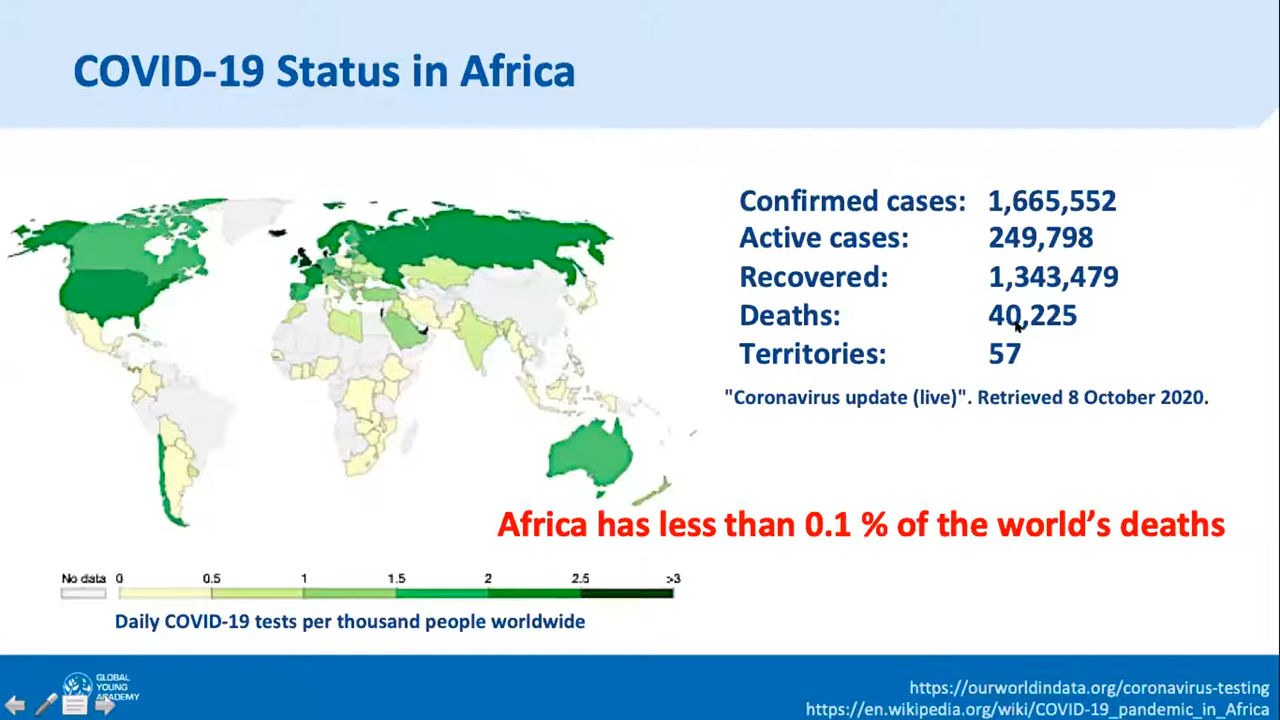 COVID-19 Status in Africa
Confirmed cases: 1,665,552
Active cases: 249,798
Recovered: 1,343,479
Deaths: 40,225
Territories: 57
"Coronavirus update (live)". Retrieved 8 October 2020.
Africa has less than 0.1 % of the world's deaths
No data 0 0.5 1 1.5 2 2.5 >3
Daily COVID-19 tests per thousand people worldwide
GLOBAL
YOUNG
ACADEMY
https://ourworldindata.org/coronavirus-testing
https://en.wikipedia.org/wiki/COVID-19_pandemic_in_Africa